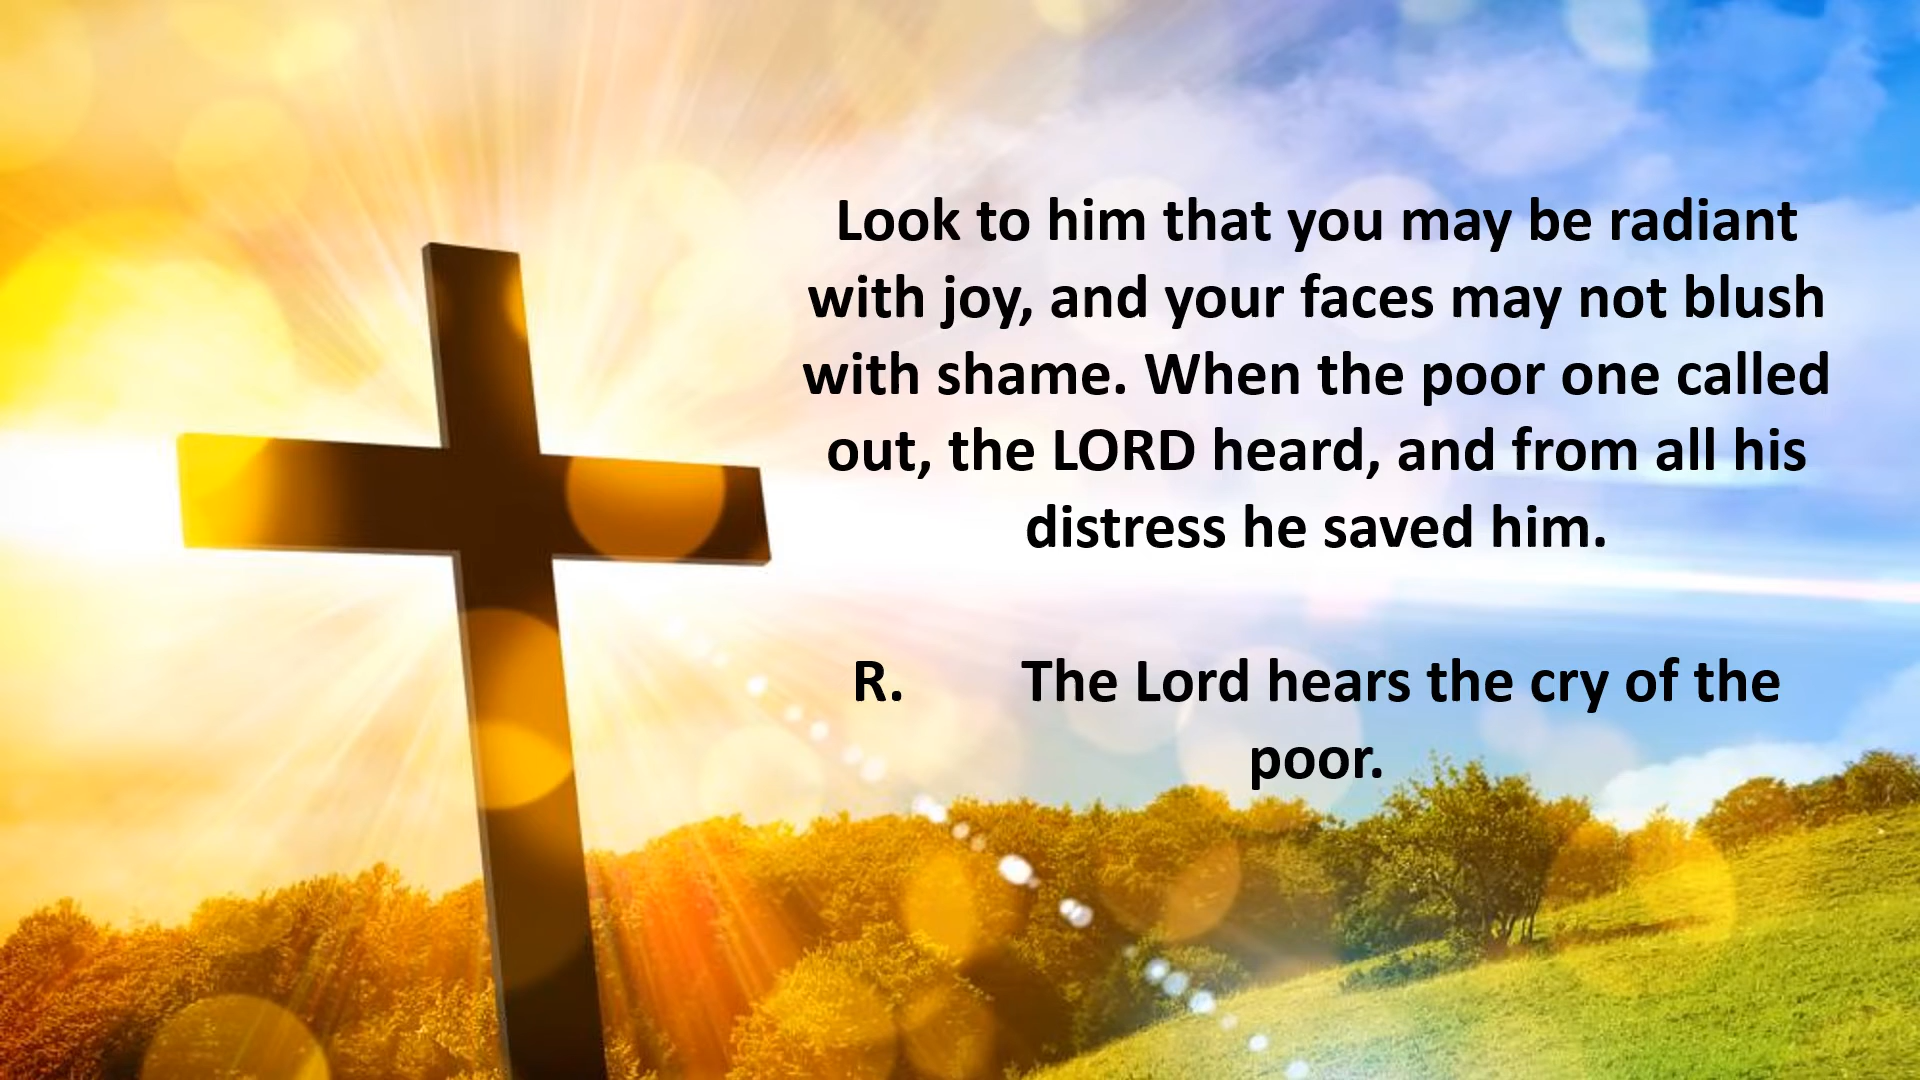 Look to him that you may be radiant
with joy, and your faces may not blush
with shame. When the poor one called
out, the LORD heard, and from all his
distress he saved him.
R. The Lord hears the cry of the
poor.